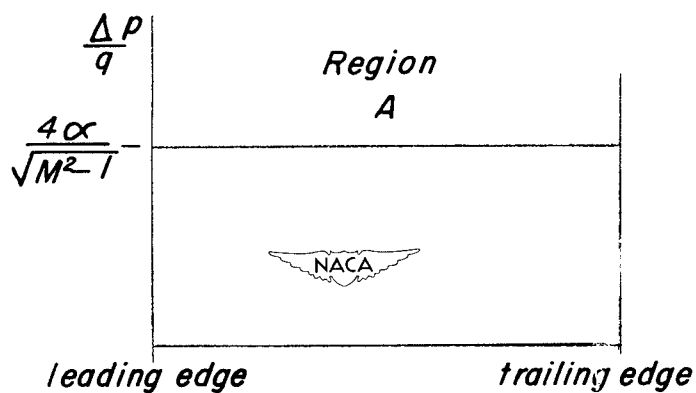 Δp/q
Region
A
4α/√M²-1
NACA
leading edge
trailing edge